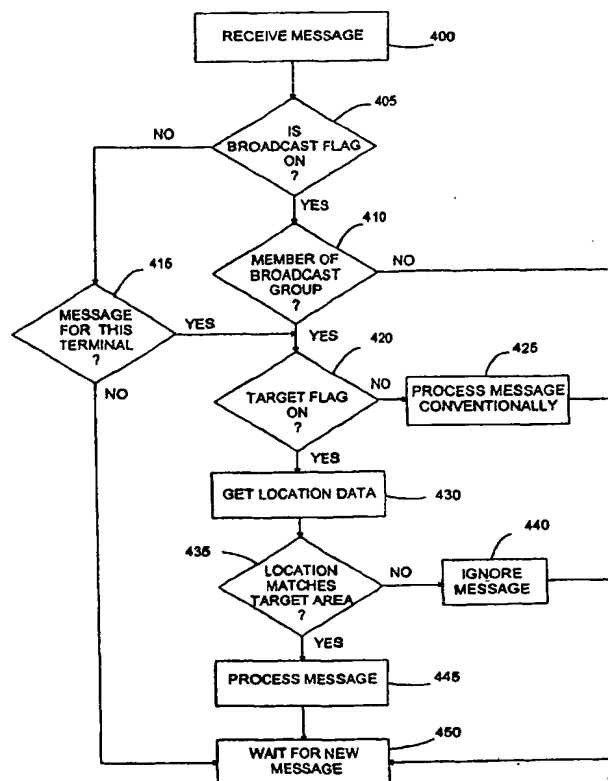 RECEIVE MESSAGE
400
405
NO
IS
BROADCAST FLAG
ON
?
YES
410
MEMBER OF
BROADCAST
GROUP
?
NO
415
MESSAGE
FOR THIS
TERMINAL
?
YES
YES
420
NO
TARGET FLAG
ON
?
NO
425
PROCESS MESSAGE
CONVENTIONALLY
YES
GET LOCATION DATA
430
435
LOCATION
MATCHES
TARGET AREA
?
NO
440
IGNORE
MESSAGE
YES
PROCESS MESSAGE
445
450
WAIT FOR NEW
MESSAGE